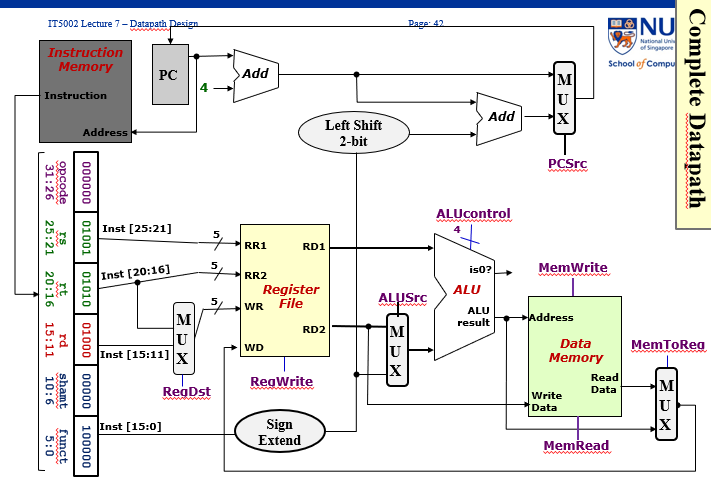 IT5002 Lecture 7 – Datapath Design
Page: 42
NU
National Univ
of Singapore
School of Compu
Complete Datapath
Instruction
Memory
Instruction
Address
PC
4
Add
Add
Left Shift
2-bit
M
U
X
PCSrc
opcode
31:26
000000
rs
25:21
01001
rt
20:16
01010
rd
15:11
01000
shamt
10:6
00000
funct
5:0
100000
Inst [25:21]
5
Inst [20:16]
5
5
M
U
X
Inst [15:11]
RegDst
Inst [15:0]
RR1
RR2
WR
WD
RD1
RD2
Register
File
RegWrite
Sign
Extend
ALUSrc
M
U
X
ALUcontrol
4
is0?
ALU
ALU
result
MemWrite
Address
Data
Memory
Read
Data
Write
Data
MemRead
MemToReg
M
U
X